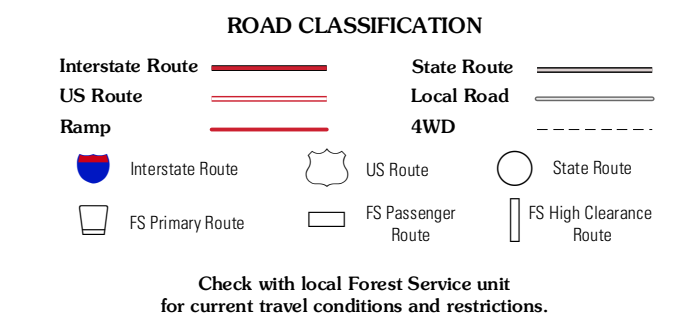 ROAD CLASSIFICATION
Interstate Route
State Route
US Route
Local Road
Ramp
4WD
Interstate Route
US Route
State Route
FS Primary Route
FS Passenger
Route
FS High Clearance
Route
Check with local Forest Service unit
for current travel conditions and restrictions.